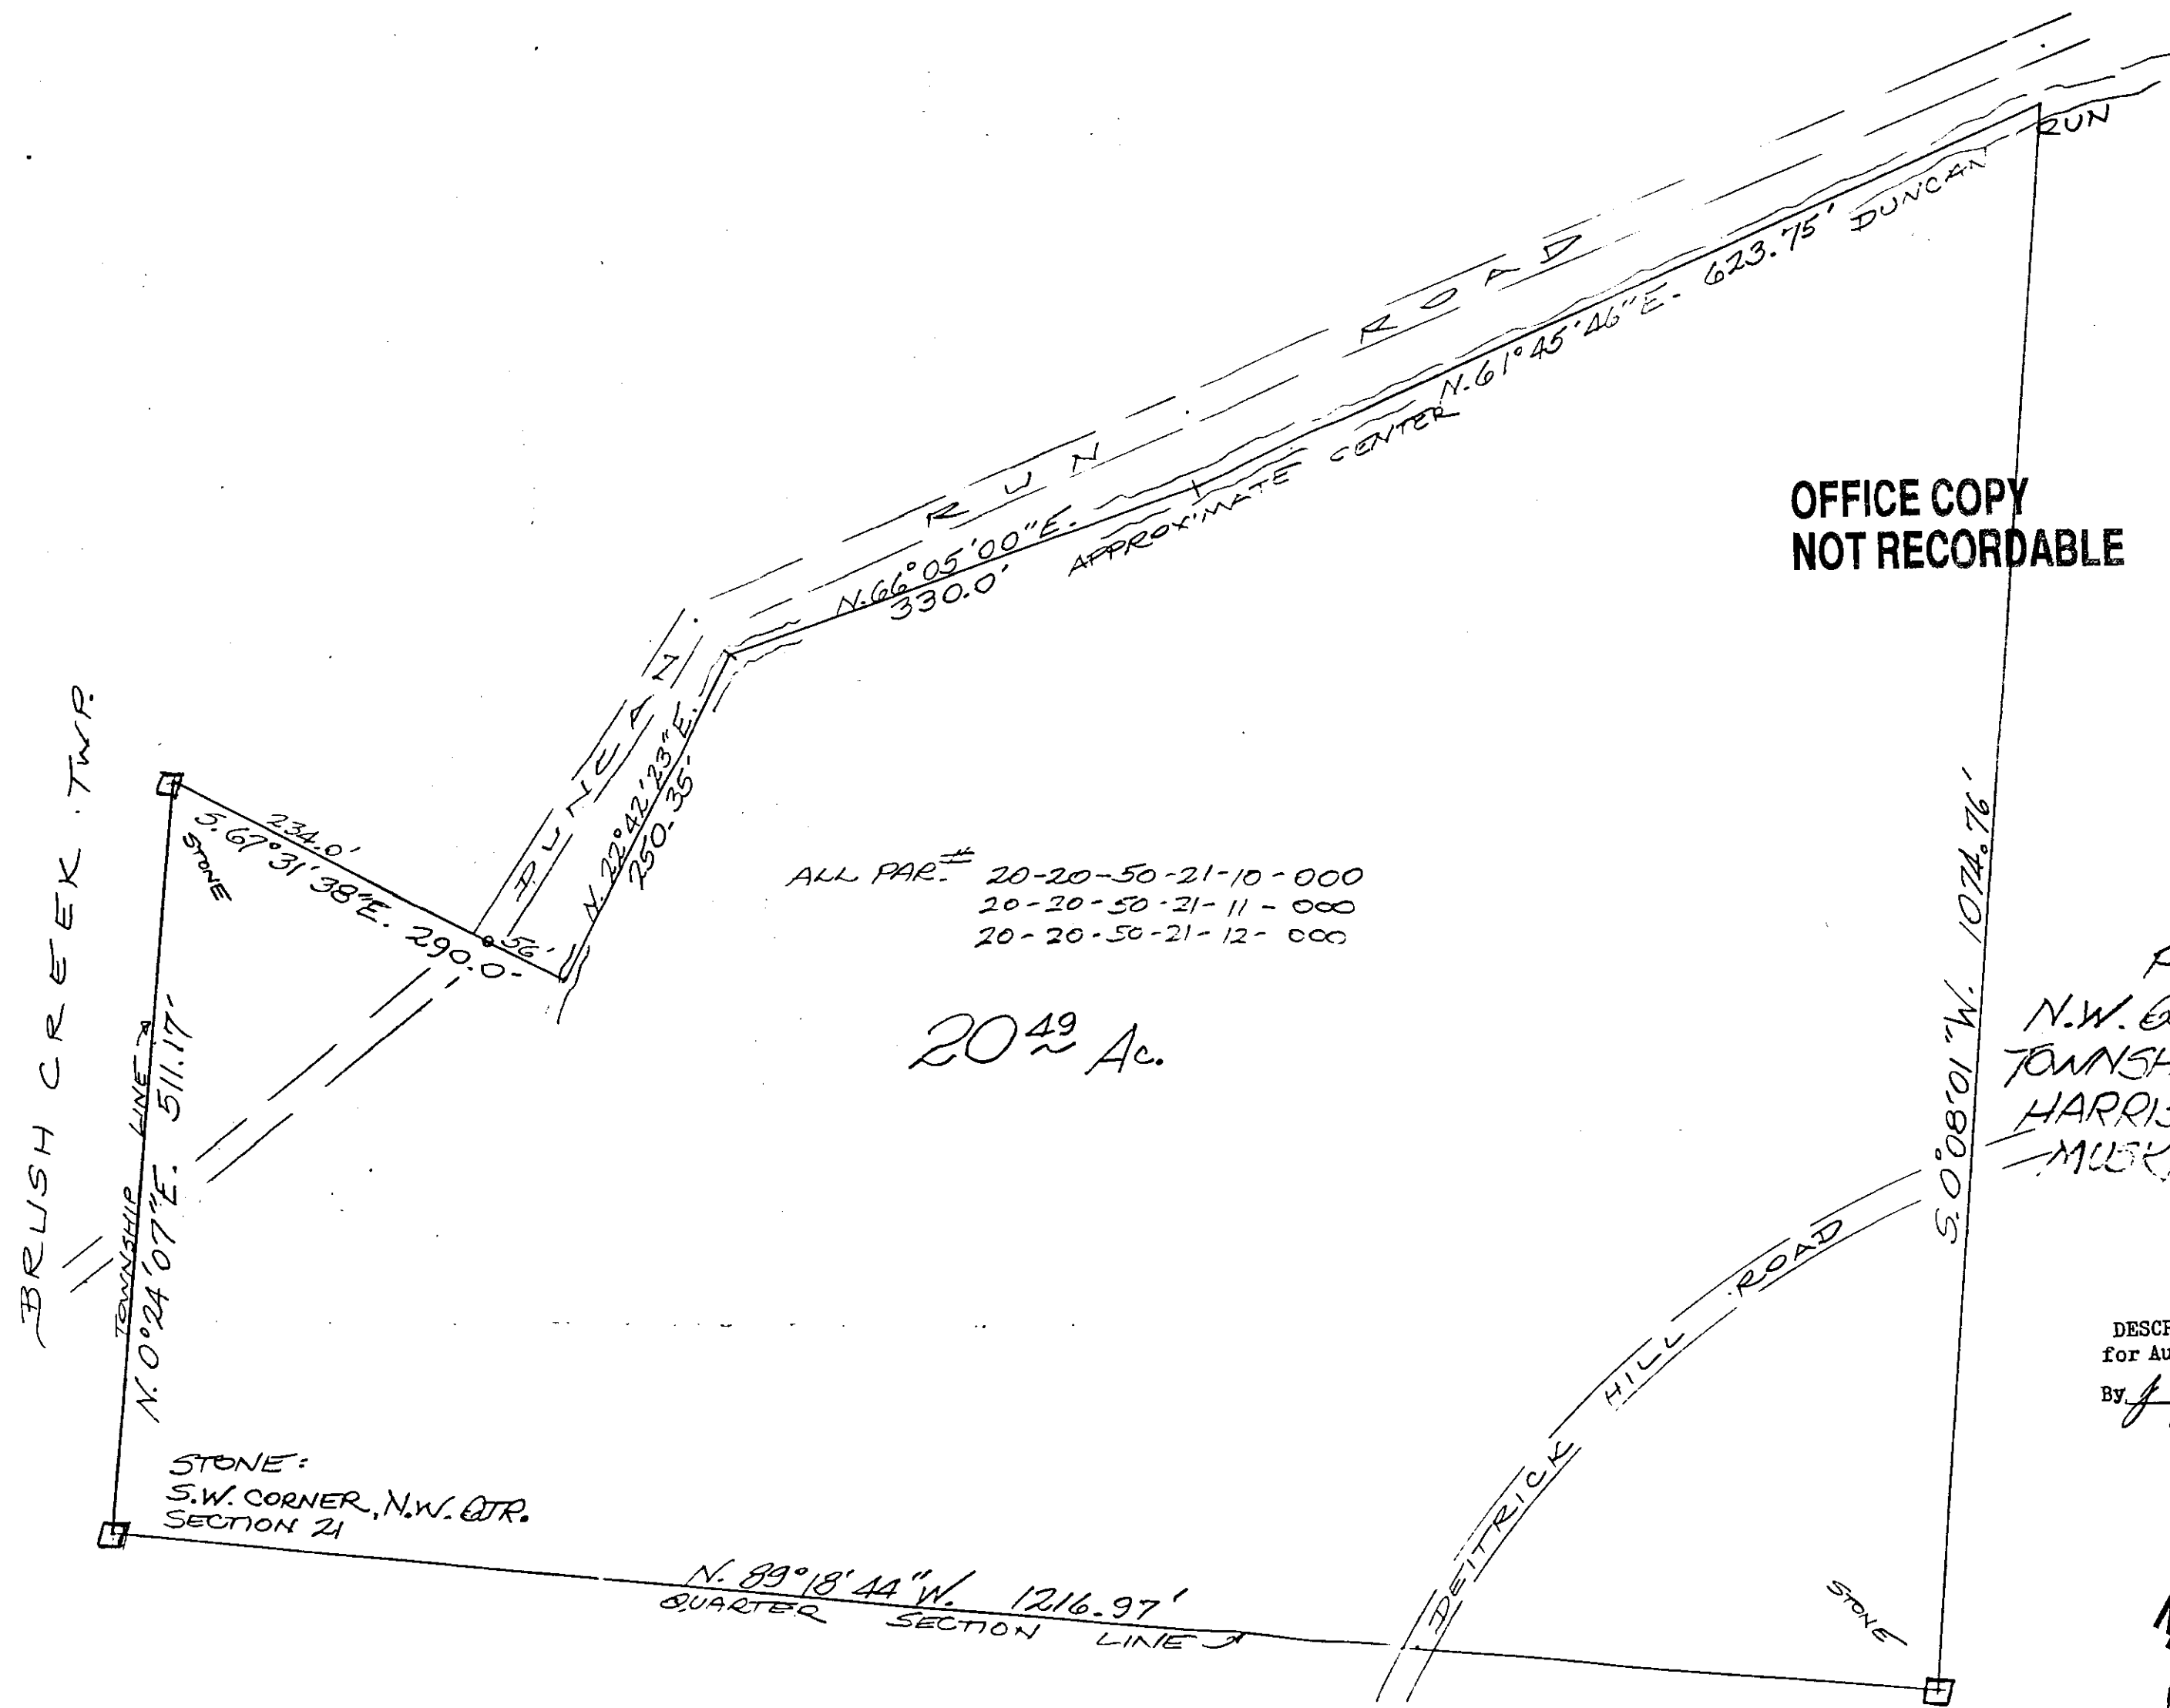 RUN
623.75' DUNCAN
N.61°45'46"E.
APPROXIMATE CENTER
DUNCAN RUN ROAD
OFFICE COPY
NOT RECORDABLE
N.66°05'00"E.
330.0'
N.22°42'23"E.
250.35'
BRUSH CREEK TWP.
234.0'
S.67°31'38"E. 290.0'
STONE
56'
ALL PAR.# 20-20-50-21-10-000
20-20-50-21-11-000
20-20-50-21-12-000
20 49 Ac.
TOWNSHIP LINE
N.0°24'07"E. 511.17'
S.0°08'01"W. 1074.76'
N.W.
TOWNSH
HARRIS
MUSK
DESCR
for Au
By
DEITRICK HILL ROAD
STONE:
S.W. CORNER, N.W. QTR.
SECTION 21
N. 89°18'44"W. 1216.97'
QUARTER SECTION LINE
STONE